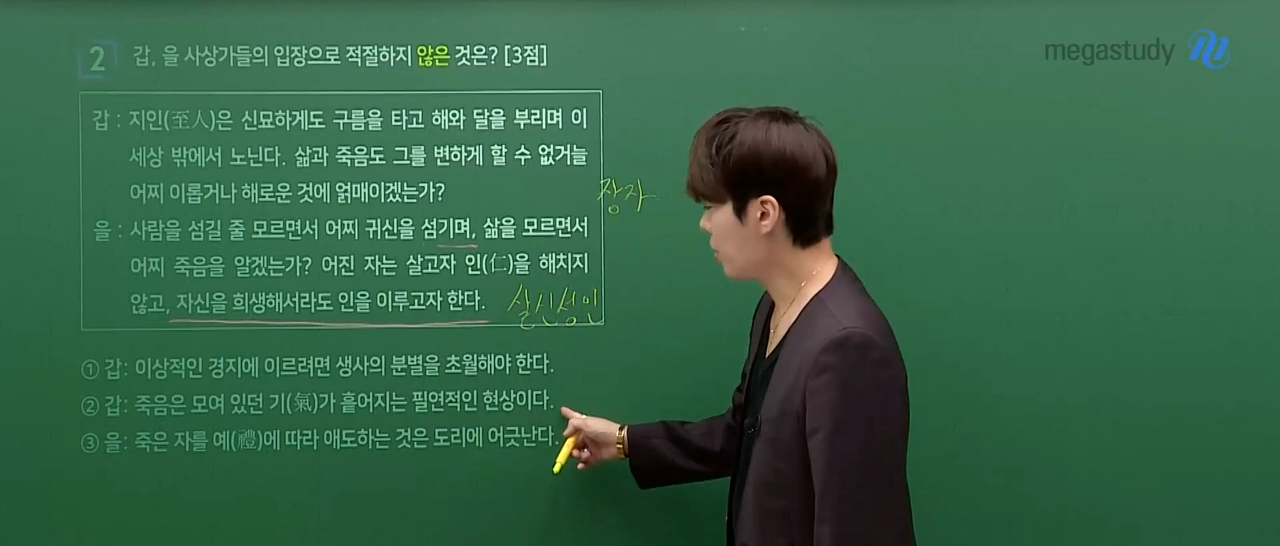 2 갑, 을 사상가들의 입장으로 적절하지 않은 것은? [3점]
megastudy
갑 : 지인(至人)은 신묘하게도 구름을 타고 해와 달을 부리며 이
세상 밖에서 노닌다. 삶과 죽음도 그를 변하게 할 수 없거늘
어찌 이롭거나 해로운 것에 얽매이겠는가?
장자
을 : 사람을 섬길 줄 모르면서 어찌 귀신을 섬기며, 삶을 모르면서
어찌 죽음을 알겠는가? 어진 자는 살고자 인(仁)을 해치지
않고, 자신을 희생해서라도 인을 이루고자 한다.
살신성인
① 갑: 이상적인 경지에 이르려면 생사의 분별을 초월해야 한다.
② 갑: 죽음은 모여 있던 기(氣)가 흩어지는 필연적인 현상이다.
③ 을: 죽은 자를 예(禮)에 따라 애도하는 것은 도리에 어긋난다.